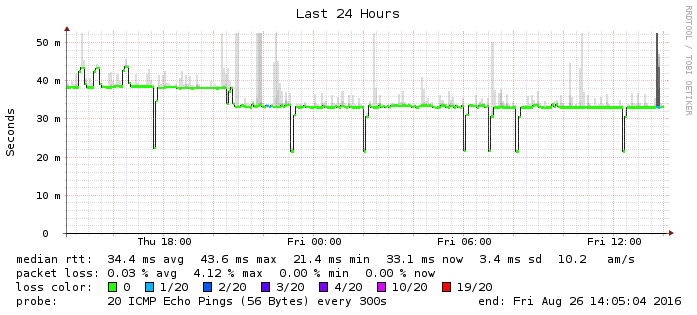 Last 24 Hours
RRDTOOL / TOBI OETIKER
Seconds
50 m
40 m
30 m
20 m
10 m
0
Thu 18:00 Fri 00:00 Fri 06:00 Fri 12:00
median rtt: 34.4 ms avg 43.6 ms max 21.4 ms min 33.1 ms now 3.4 ms sd 10.2 am/s
packet loss: 0.03 % avg 4.12 % max 0.00 % min 0.00 % now
loss color: 0 1/20 2/20 3/20 4/20 10/20 19/20
probe: 20 ICMP Echo Pings (56 Bytes) every 300s end: Fri Aug 26 14:05:04 2016